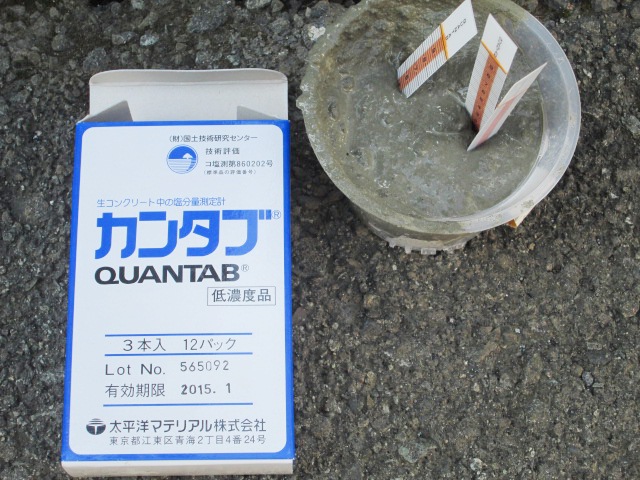 (財)国土技術研究センター
技術評価
コ塩測第860202号
(標準品の評価番号)
生コンクリート中の塩分量測定計
カンタブ®
QUANTAB®
低濃度品
3本入 12パック
Lot No. 565092
有効期限 2015.1
太平洋マテリアル株式会社
東京都江東区青海2丁目4番24号